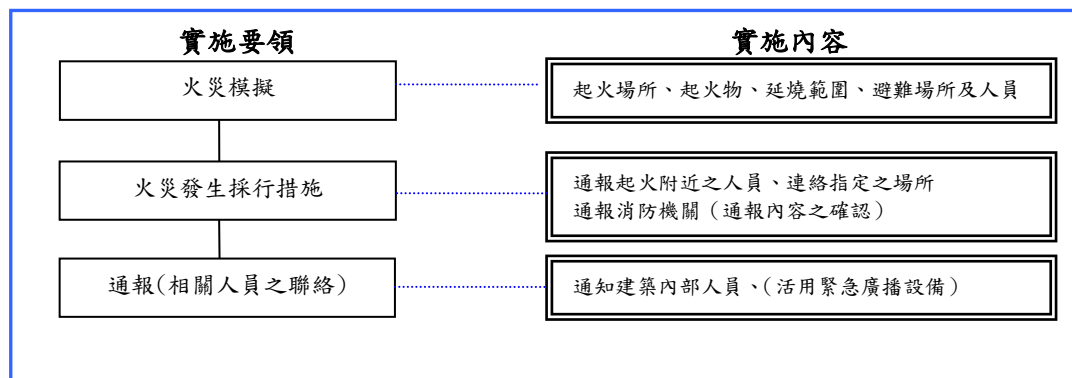 實施要領
實施內容
火災模擬
起火場所、起火物、延燒範圍、避難場所及人員
火災發生採行措施
通報起火附近之人員、連絡指定之場所
通報消防機關（通報內容之確認）
通報(相關人員之聯絡)
通知建築內部人員、(活用緊急廣播設備)